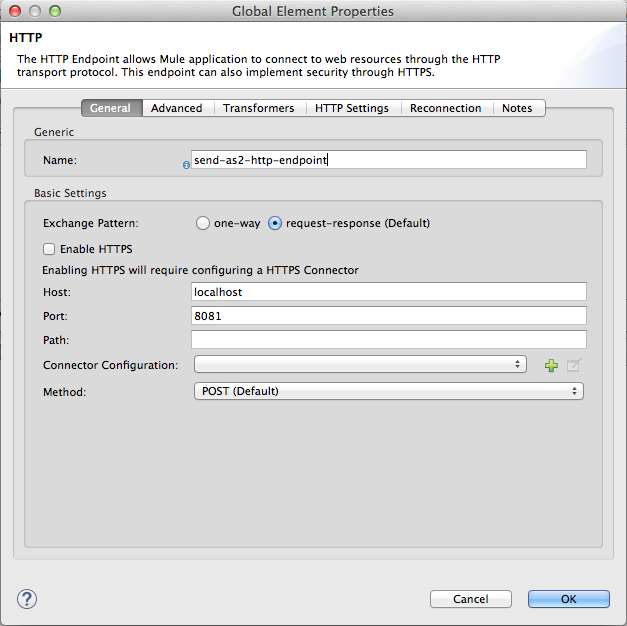 Global Element Properties
HTTP
The HTTP Endpoint allows Mule application to connect to web resources through the HTTP
transport protocol. This endpoint can also implement security through HTTPS.
General Advanced Transformers HTTP Settings Reconnection Notes
Generic
Name: send-as2-http-endpoint
Basic Settings
Exchange Pattern: one-way request-response (Default)
Enable HTTPS
Enabling HTTPS will require configuring a HTTPS Connector
Host: localhost
Port: 8081
Path:
Connector Configuration:
Method: POST (Default)
? Cancel OK